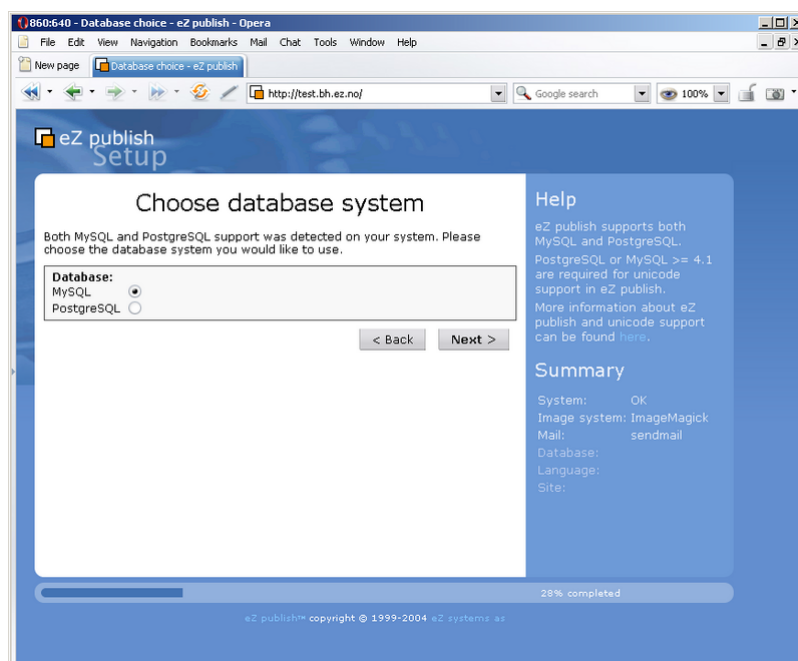 860:640 - Database choice - eZ publish - Opera
File Edit View Navigation Bookmarks Mail Chat Tools Window Help
New page Database choice - eZ publish
http://test.bh.ez.no/ Google search 100%
eZ publish
Setup
Choose database system
Both MySQL and PostgreSQL support was detected on your system. Please
choose the database system you would like to use.
Database:
MySQL
PostgreSQL
< Back Next >
Help
eZ publish supports both
MySQL and PostgreSQL.
PostgreSQL or MySQL >= 4.1
are required for unicode
support in eZ publish.
More information about eZ
publish and unicode support
can be found here.
Summary
System: OK
Image system: ImageMagick
Mail: sendmail
Database:
Language:
Site:
28% completed
eZ publish™ copyright © 1999-2004 eZ systems as